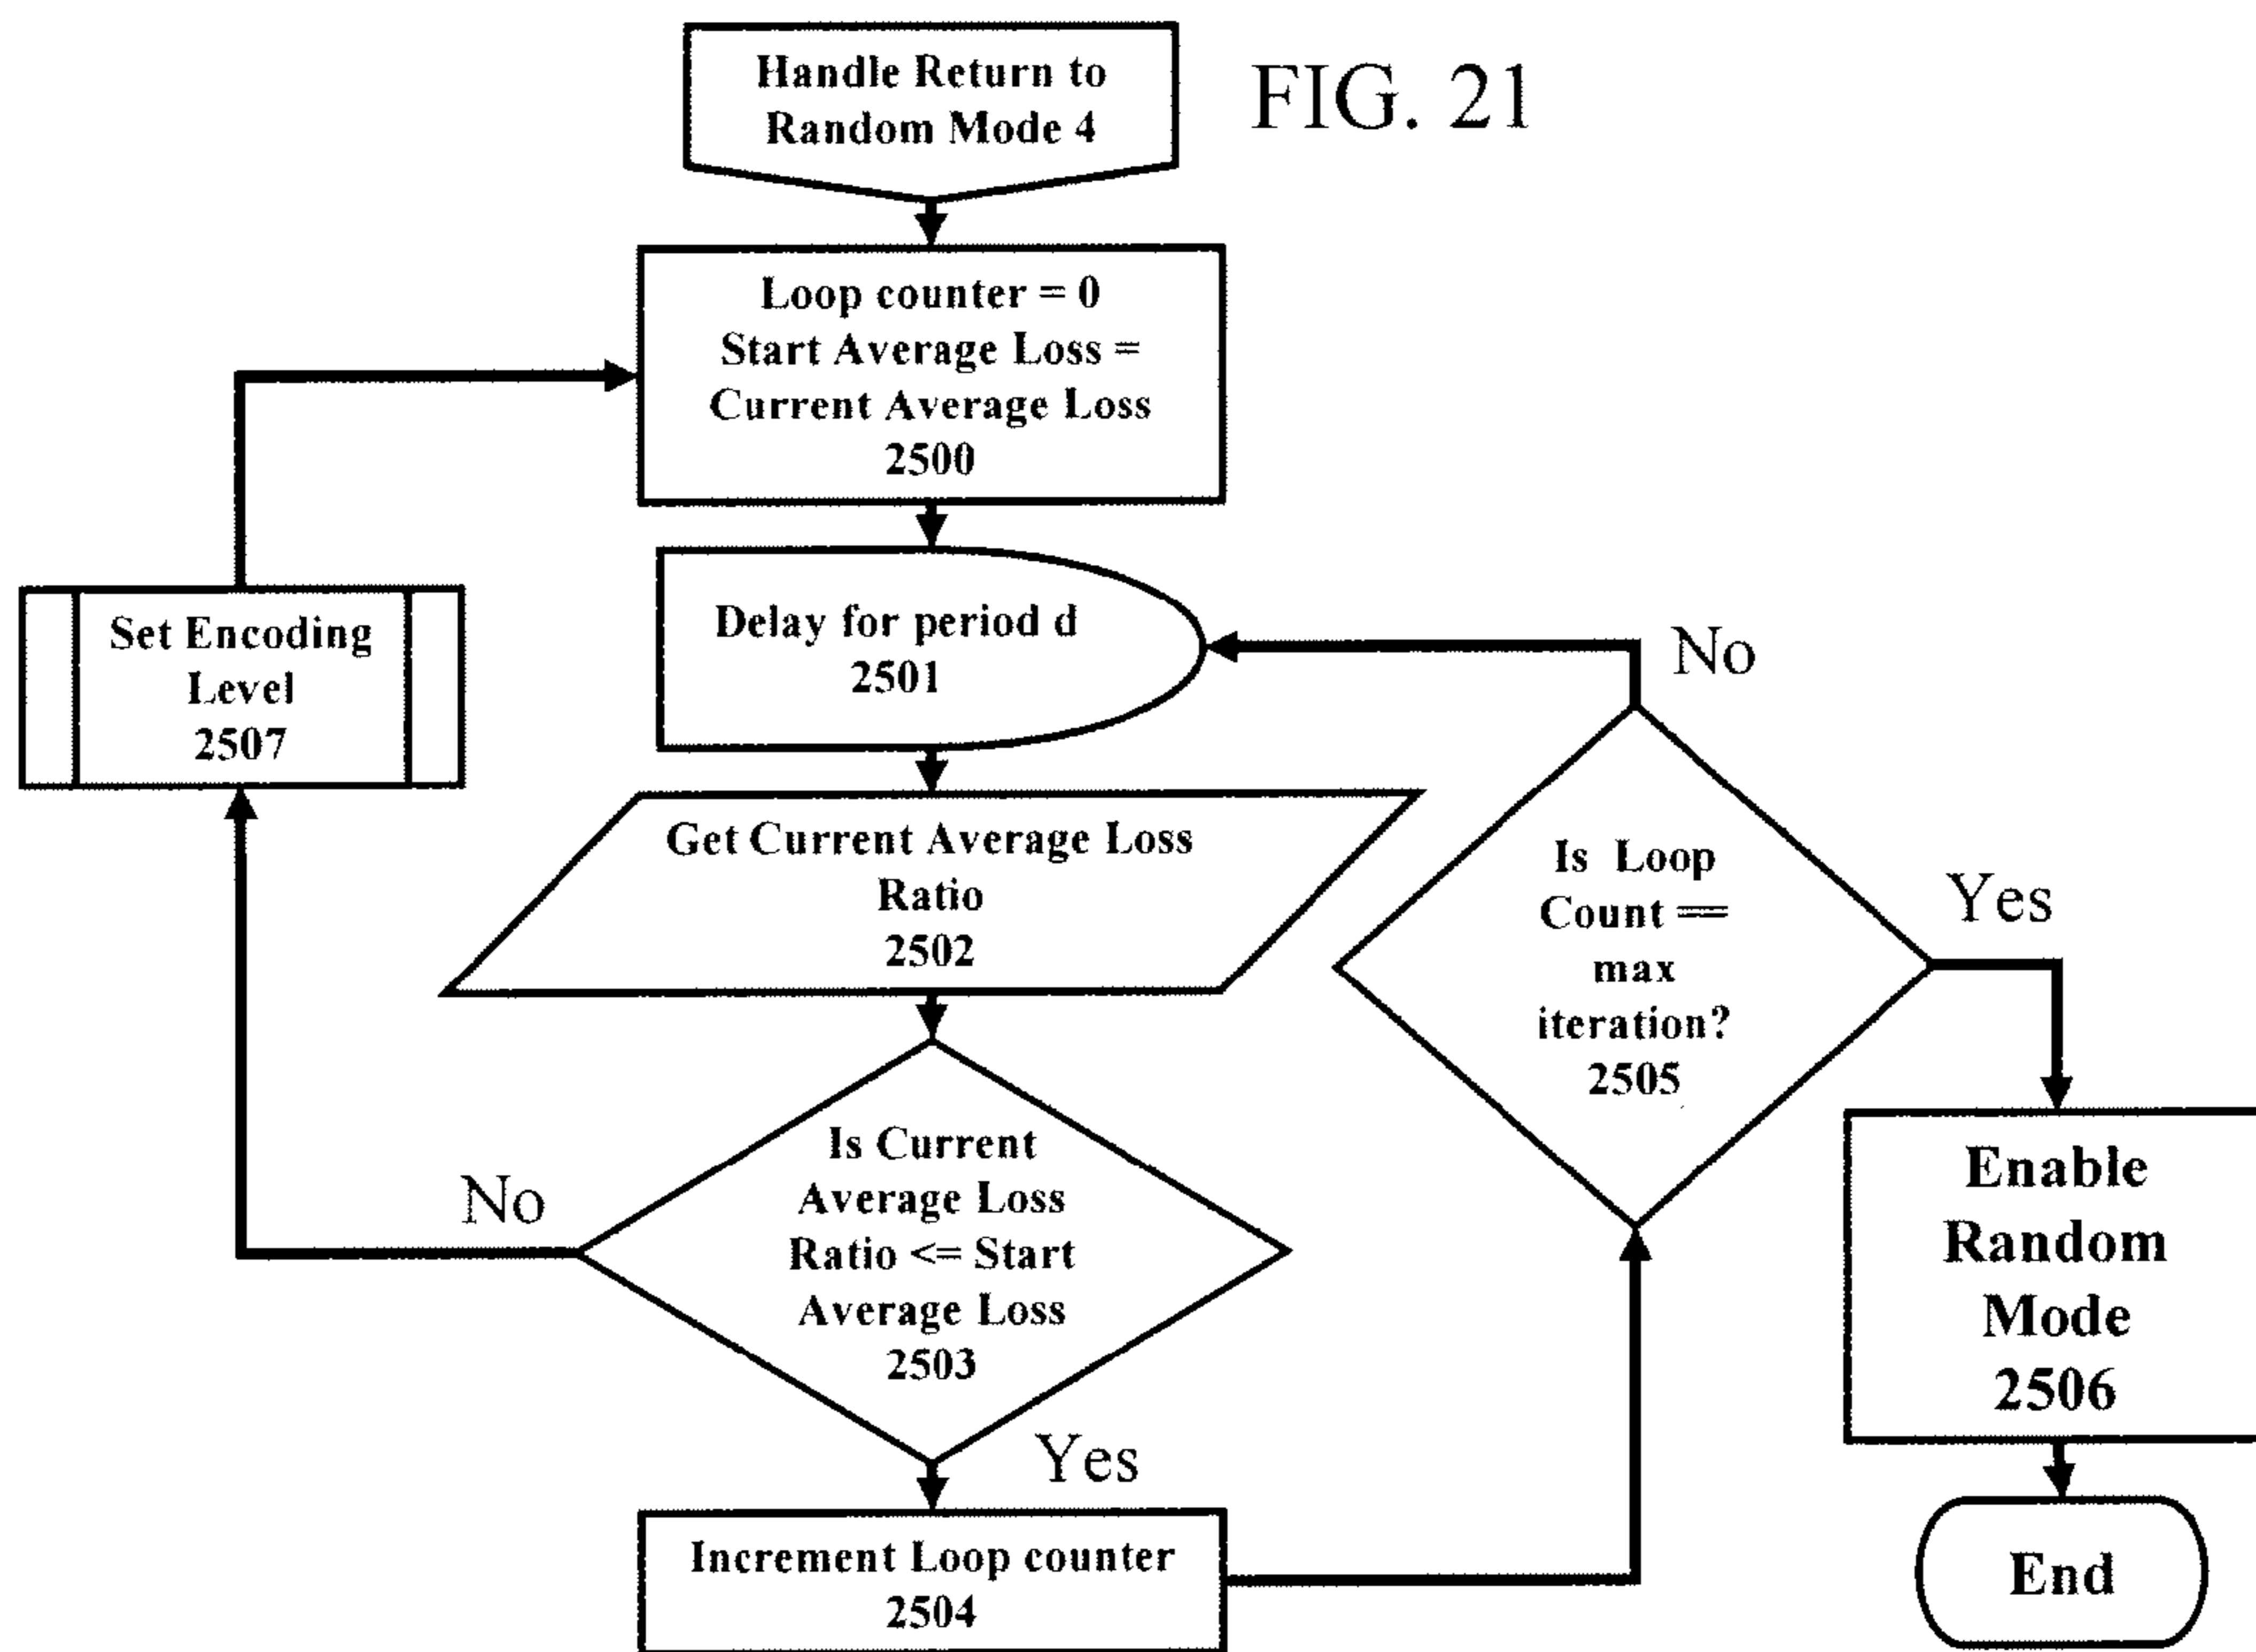 Handle Return to
Random Mode 4
FIG. 21
Loop counter = 0
Start Average Loss =
Current Average Loss
2500
Set Encoding
Level
2507
Delay for period d
2501
No
Get Current Average Loss
Ratio
2502
Is Loop
Count ==
max
iteration?
2505
Yes
Is Current
Average Loss
Ratio <= Start
Average Loss
2503
No
Yes
Enable
Random
Mode
2506
Increment Loop counter
2504
End